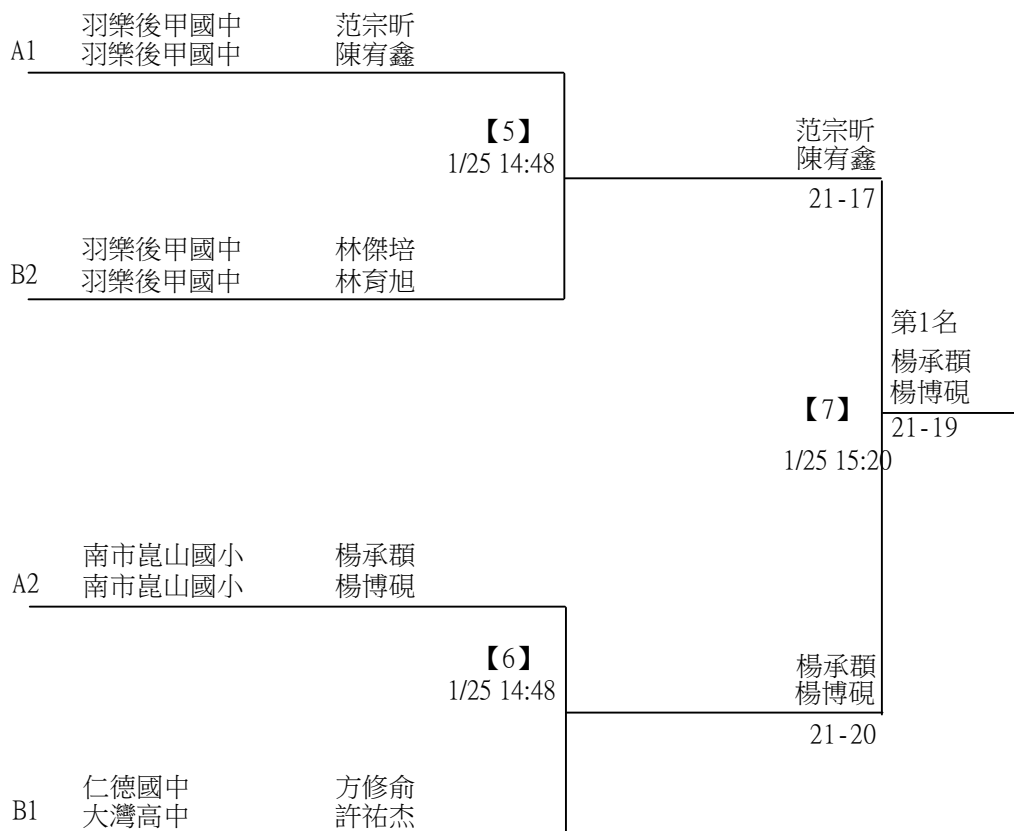 羽樂後甲國中 范宗昕
A1 羽樂後甲國中 陳宥鑫
【5】
1/25 14:48
范宗昕
陳宥鑫
21-17
羽樂後甲國中 林傑培
B2 羽樂後甲國中 林育旭
第1名
楊承頵
楊博硯
【7】
21-19
1/25 15:20
南市崑山國小 楊承頵
A2 南市崑山國小 楊博硯
【6】
1/25 14:48
楊承頵
楊博硯
21-20
仁德國中 方修俞
B1 大灣高中 許祐杰